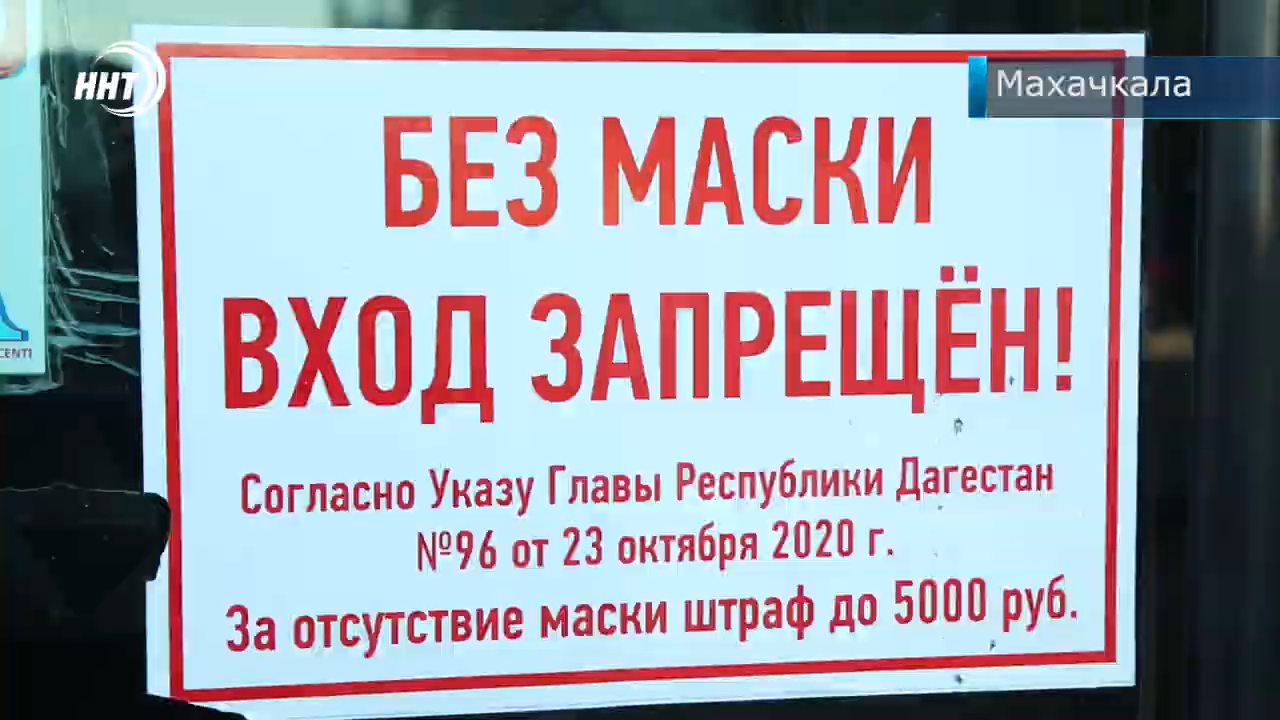 ННТ
Махачкала
БЕЗ МАСКИ
ВХОД ЗАПРЕЩЁН!
Согласно Указу Главы Республики Дагестан
№96 от 23 октября 2020 г.
За отсутствие маски штраф до 5000 руб.
CENTI